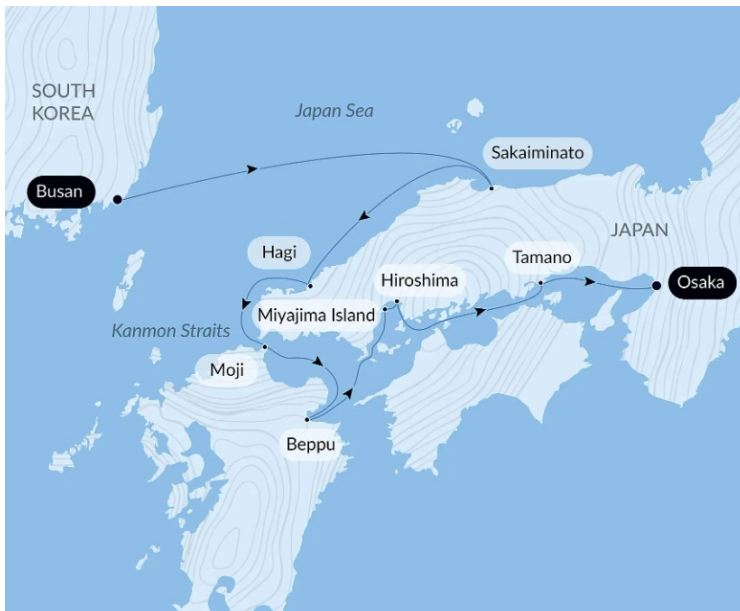 SOUTH
KOREA
Japan Sea
Sakaiminato
Busan
JAPAN
Hagi
Tamano
Hiroshima
Osaka
Miyajima Island
Kanmon Straits
Moji
Beppu